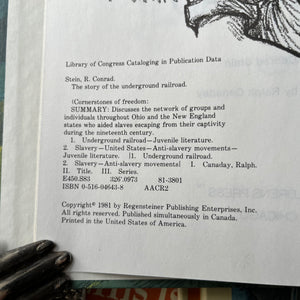 Library of Congress Cataloging in Publication Data
Stein, R. Conrad.
The story of the underground railroad.
(Cornerstones of freedom)
SUMMARY: Discusses the network of groups and
individuals throughout Ohio and the New England
states who aided slaves escaping from their captivity
during the nineteenth century.
1. Underground railroad—Juvenile literature.
2. Slavery—United States—Anti-slavery movements—
Juvenile literature. [1. Underground railroad.
2. Slavery—Anti-slavery movements] I. Canaday, Ralph.
II. Title. III. Series.
E450.S83 326'.0973 81-3801
ISBN 0-516-04643-8 AACR2
Copyright© 1981 by Regensteiner Publishing Enterprises, Inc.
All rights reserved. Published simultaneously in Canada.
Printed in the United States of America.